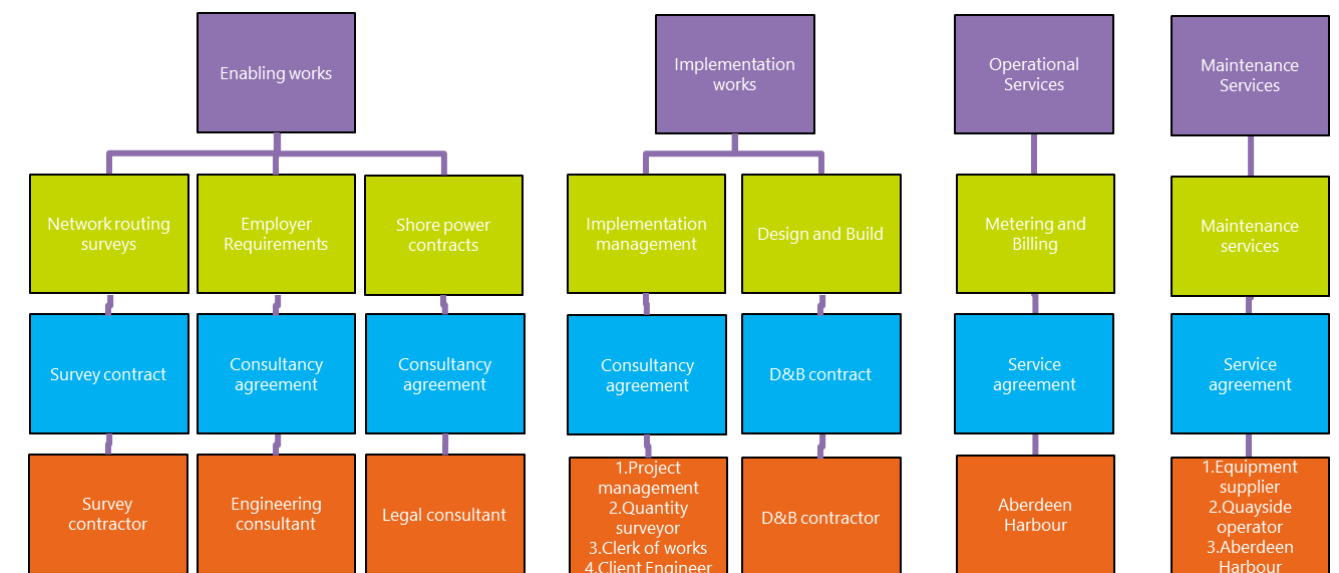 Enabling works
Implementation
works
Operational
Services
Maintenance
Services
Network routing
surveys
Employer
Requirements
Shore power
contracts
Implementation
management
Design and Build
Metering and
Billing
Maintenance
services
Survey contract
Consultancy
agreement
Consultancy
agreement
Consultancy
agreement
D&B contract
Service
agreement
Service
agreement
Survey
contractor
Engineering
consultant
Legal consultant
1.Project
management
2.Quantity
surveyor
3.Clerk of works
4.Client Engineer
D&B contractor
Aberdeen
Harbour
1.Equipment
supplier
2.Quayside
operator
3.Aberdeen
Harbour